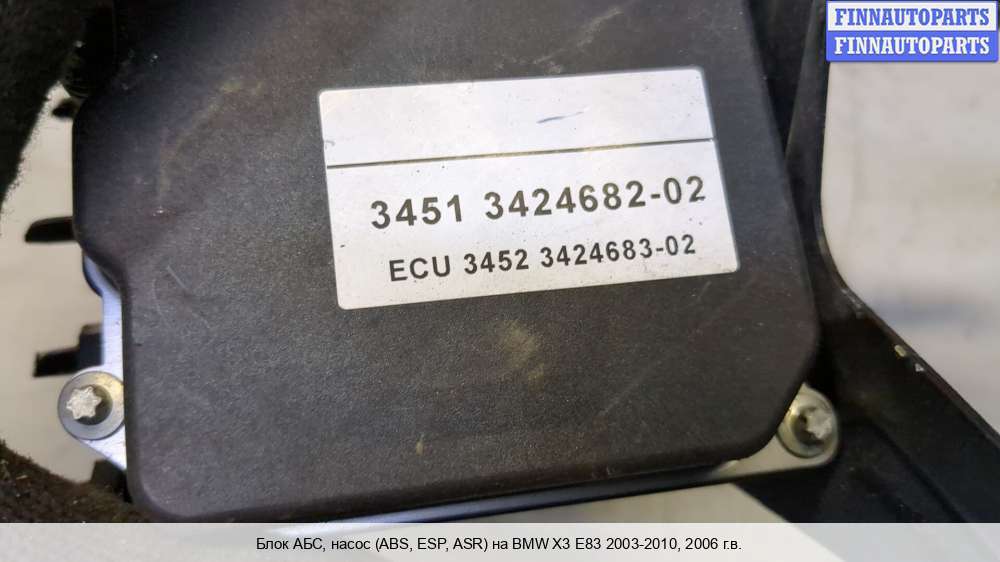 FINNAUTOPARTS
FINNAUTOPARTS
3451 3424682-02
ECU 3452 3424683-02
Блок АБС, насос (ABS, ESP, ASR) на BMW X3 E83 2003-2010, 2006 г.в.